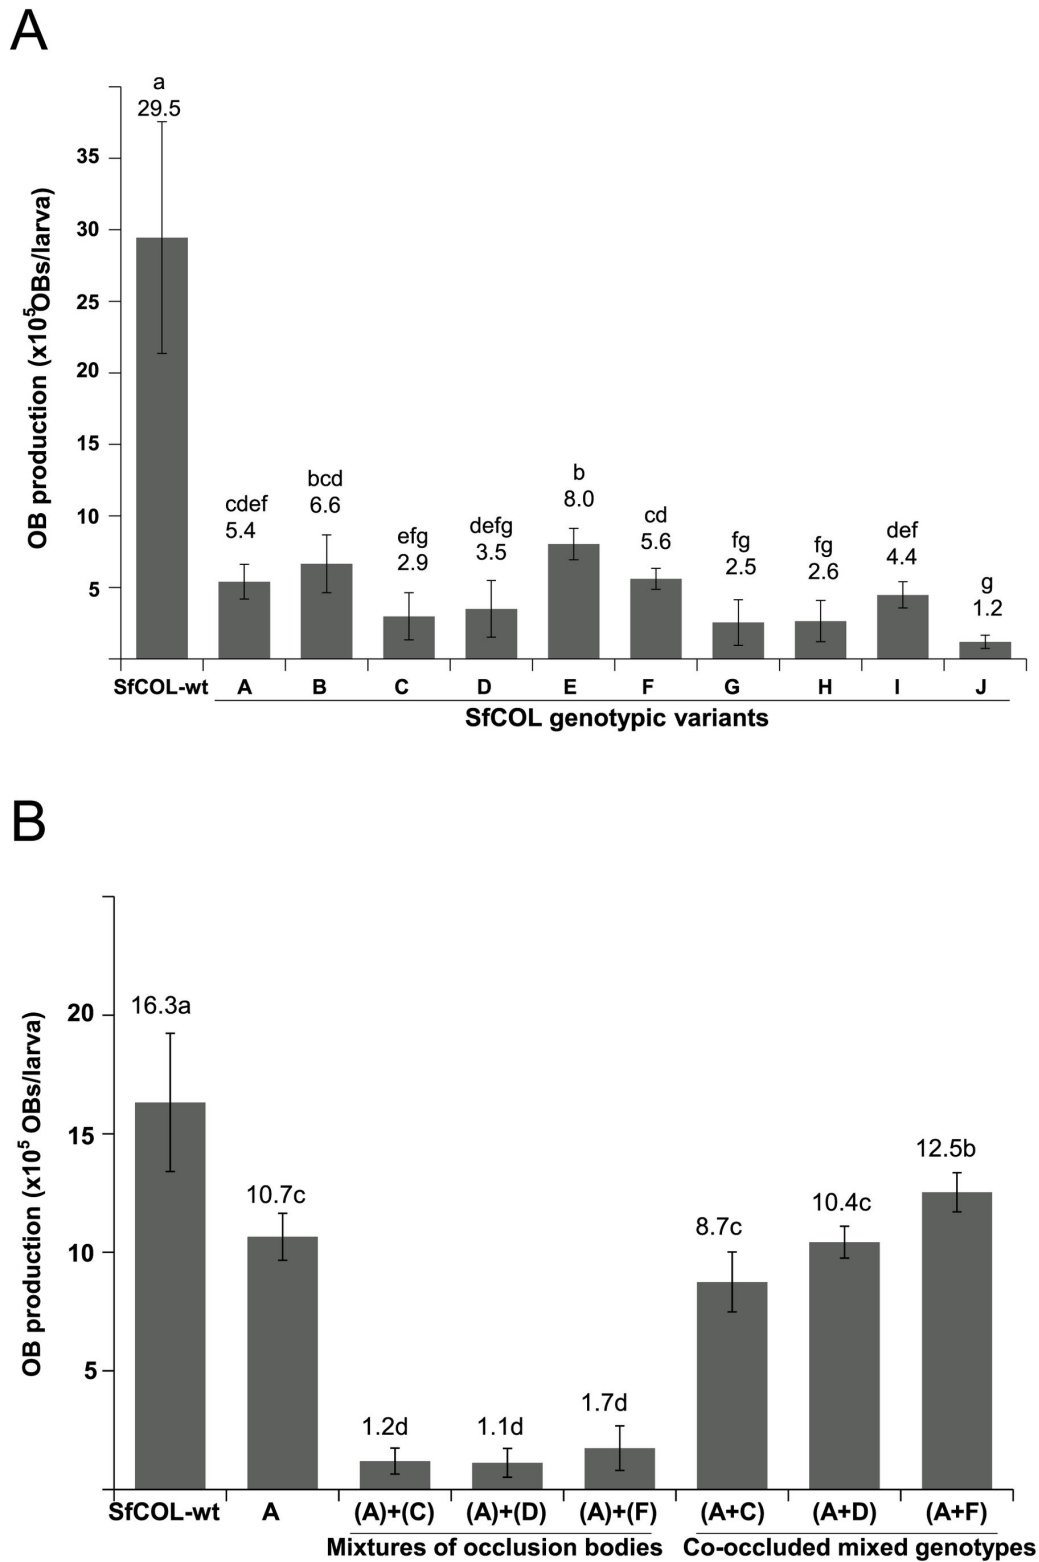 A
a
29.5
35
30
25
20
15
10
5
OB production (x10⁵OBs/larva)
cdef
5.4
bcd
6.6
efg
2.9
defg
3.5
b
8.0
cd
5.6
fg
2.5
fg
2.6
def
4.4
g
1.2
SfCOL-wt A B C D E F G H I J
SfCOL genotypic variants
B
20
15
10
5
OB production (x10⁵ OBs/larva)
16.3a
10.7c
1.2d
1.1d
1.7d
8.7c
10.4c
12.5b
SfCOL-wt A (A)+(C) (A)+(D) (A)+(F) (A+C) (A+D) (A+F)
Mixtures of occlusion bodies Co-occluded mixed genotypes